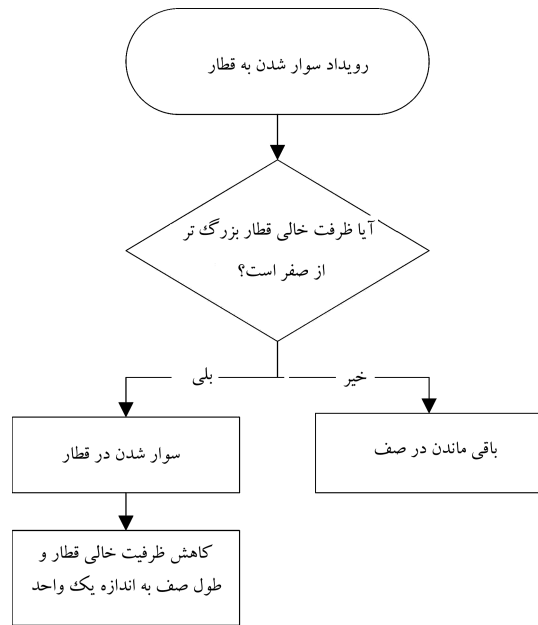 رویداد سوار شدن به قطار
آیا ظرفت خالی قطار بزرگ تر
از صفر است؟
بلی
خیر
سوار شدن در قطار
باقی ماندن در صف
کاهش ظرفیت خالی قطار و
طول صف به اندازه یک واحد